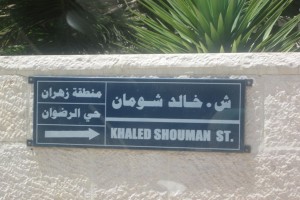 ش. خالد شومان
KHALED SHOUMAN ST.
منطقة زهران
حي الرضوان